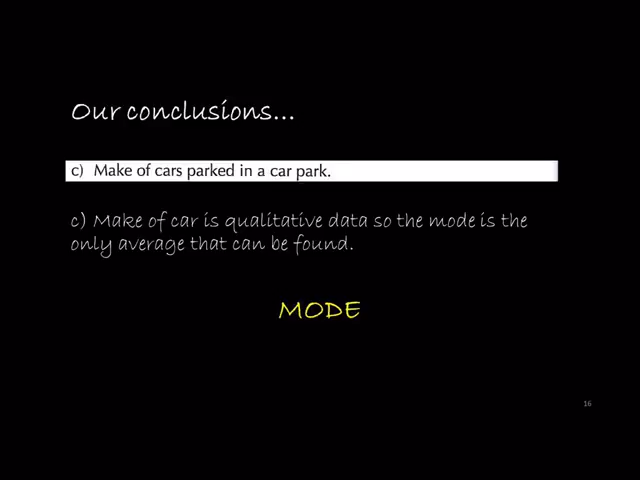 Our conclusions...
c) Make of cars parked in a car park.
c) Make of car is qualitative data so the mode is the
only average that can be found.
MODE
16